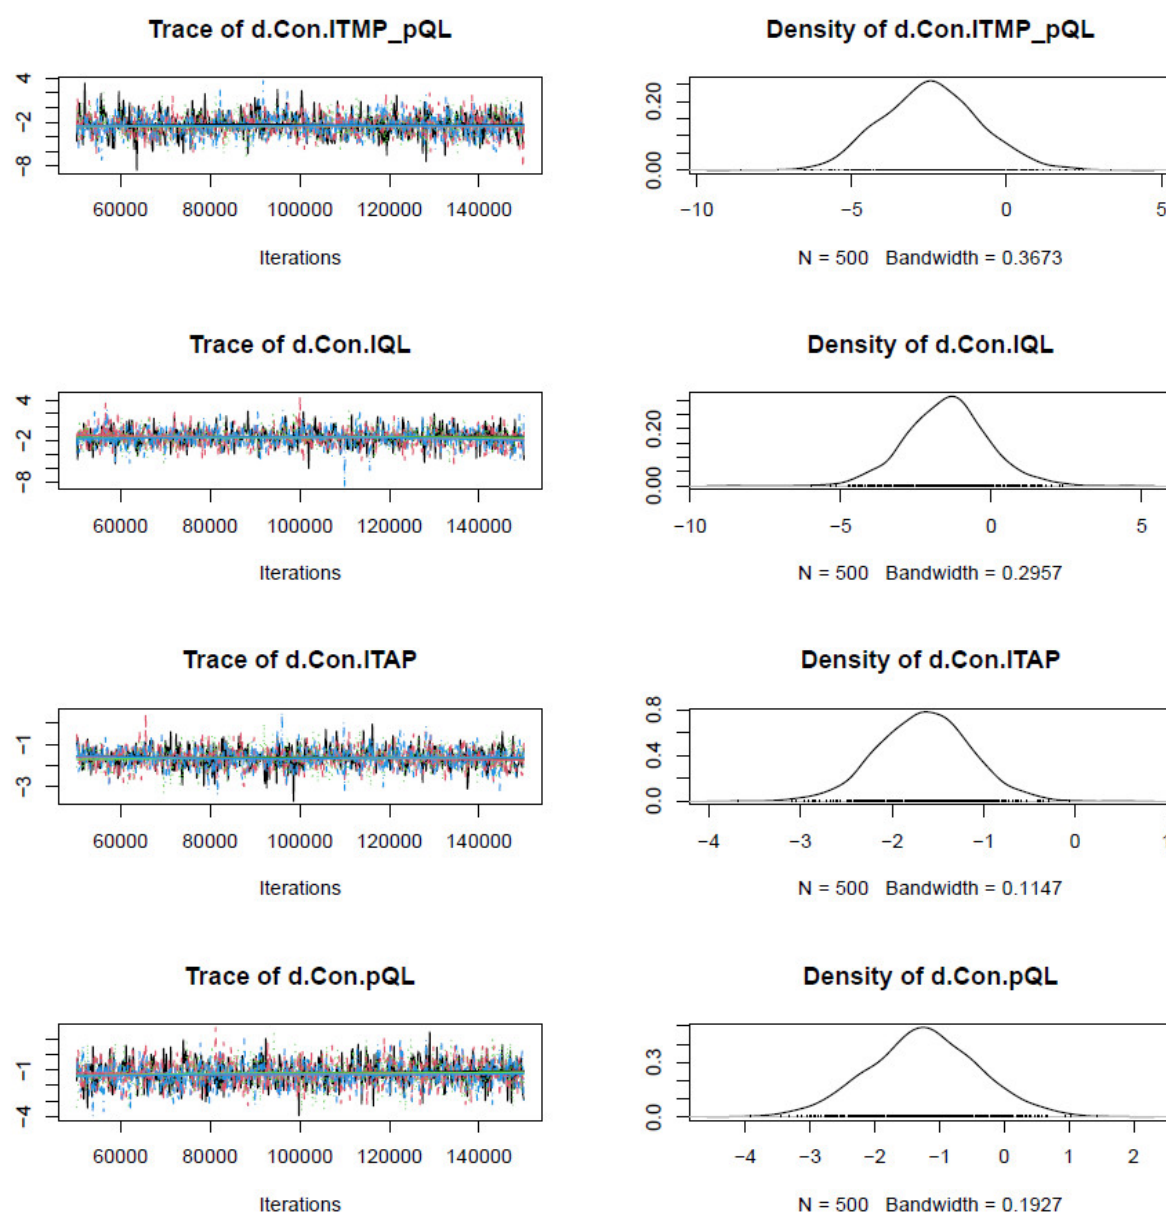 Trace of d.Con.ITMP_pQL
Density of d.Con.ITMP_pQL
4
−2
−8
0.20
0.00
60000 80000 100000 120000 140000
−10 −5 0 5
Iterations
N = 500 Bandwidth = 0.3673
Trace of d.Con.IQL
Density of d.Con.IQL
4
−2
−8
0.20
0.00
60000 80000 100000 120000 140000
−10 −5 0 5
Iterations
N = 500 Bandwidth = 0.2957
Trace of d.Con.ITAP
Density of d.Con.ITAP
−1
−3
0.8
0.4
0.0
60000 80000 100000 120000 140000
−4 −3 −2 −1 0 1
Iterations
N = 500 Bandwidth = 0.1147
Trace of d.Con.pQL
Density of d.Con.pQL
−1
−4
0.3
0.0
60000 80000 100000 120000 140000
−4 −3 −2 −1 0 1 2
Iterations
N = 500 Bandwidth = 0.1927